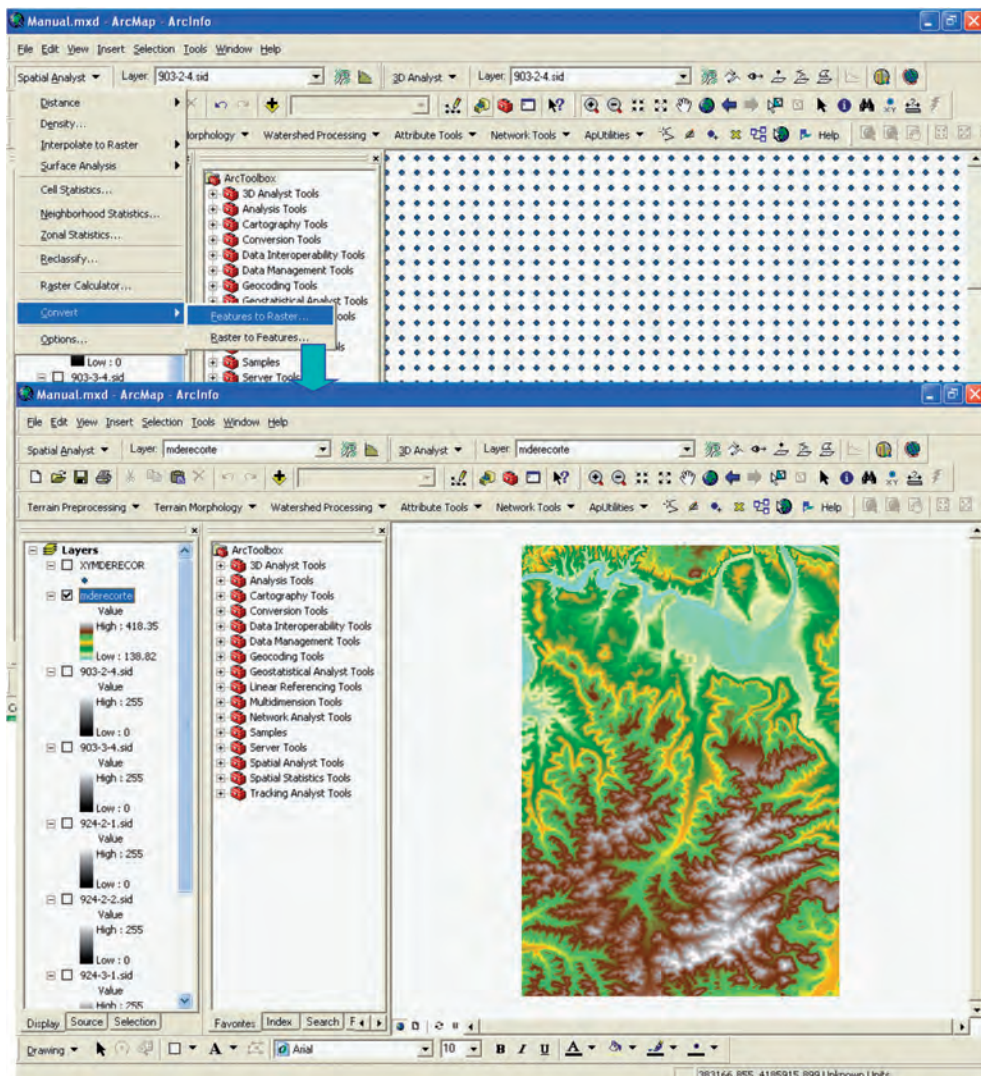 Manual.mxd - ArcMap - ArcInfo
File Edit View Insert Selection Tools Window Help
Spatial Analyst Layer: 903-2-4.sid 3D Analyst Layer: 903-2-4.sid
Distance
Density...
Interpolate to Raster
Surface Analysis
Cell Statistics...
Neighborhood Statistics...
Zonal Statistics...
Reclassify...
Raster Calculator...
Convert
Options...
Features to Raster...
Raster to Features...
orphology Watershed Processing Attribute Tools Network Tools ApUtilities Help
ArcToolbox
3D Analyst Tools
Analysis Tools
Cartography Tools
Conversion Tools
Data Interoperability Tools
Data Management Tools
Geocoding Tools
Geostatistical Analyst Tools
ools
ls
Samples
Server Tools
Low : 0
903-3-4.sid
Manual.mxd - ArcMap - ArcInfo
File Edit View Insert Selection Tools Window Help
Spatial Analyst Layer: mderecorte 3D Analyst Layer: mderecorte
Terrain Preprocessing Terrain Morphology Watershed Processing Attribute Tools Network Tools ApUtilities Help
Layers
XYMDERECOR
mderecorte
Value
High : 418.35
Low : 138.82
903-2-4.sid
Value
High : 255
Low : 0
903-3-4.sid
Value
High : 255
Low : 0
924-2-1.sid
Value
High : 255
Low : 0
924-2-2.sid
Value
High : 255
Low : 0
924-3-1.sid
Value
High : 255
Display Source Selection
ArcToolbox
3D Analyst Tools
Analysis Tools
Cartography Tools
Conversion Tools
Data Interoperability Tools
Data Management Tools
Geocoding Tools
Geostatistical Analyst Tools
Linear Referencing Tools
Multidimension Tools
Network Analyst Tools
Samples
Server Tools
Spatial Analyst Tools
Spatial Statistics Tools
Tracking Analyst Tools
Favorites Index Search F
Drawing A Arial 10 B I U A
383166.855 4185915.899 Unknown Units